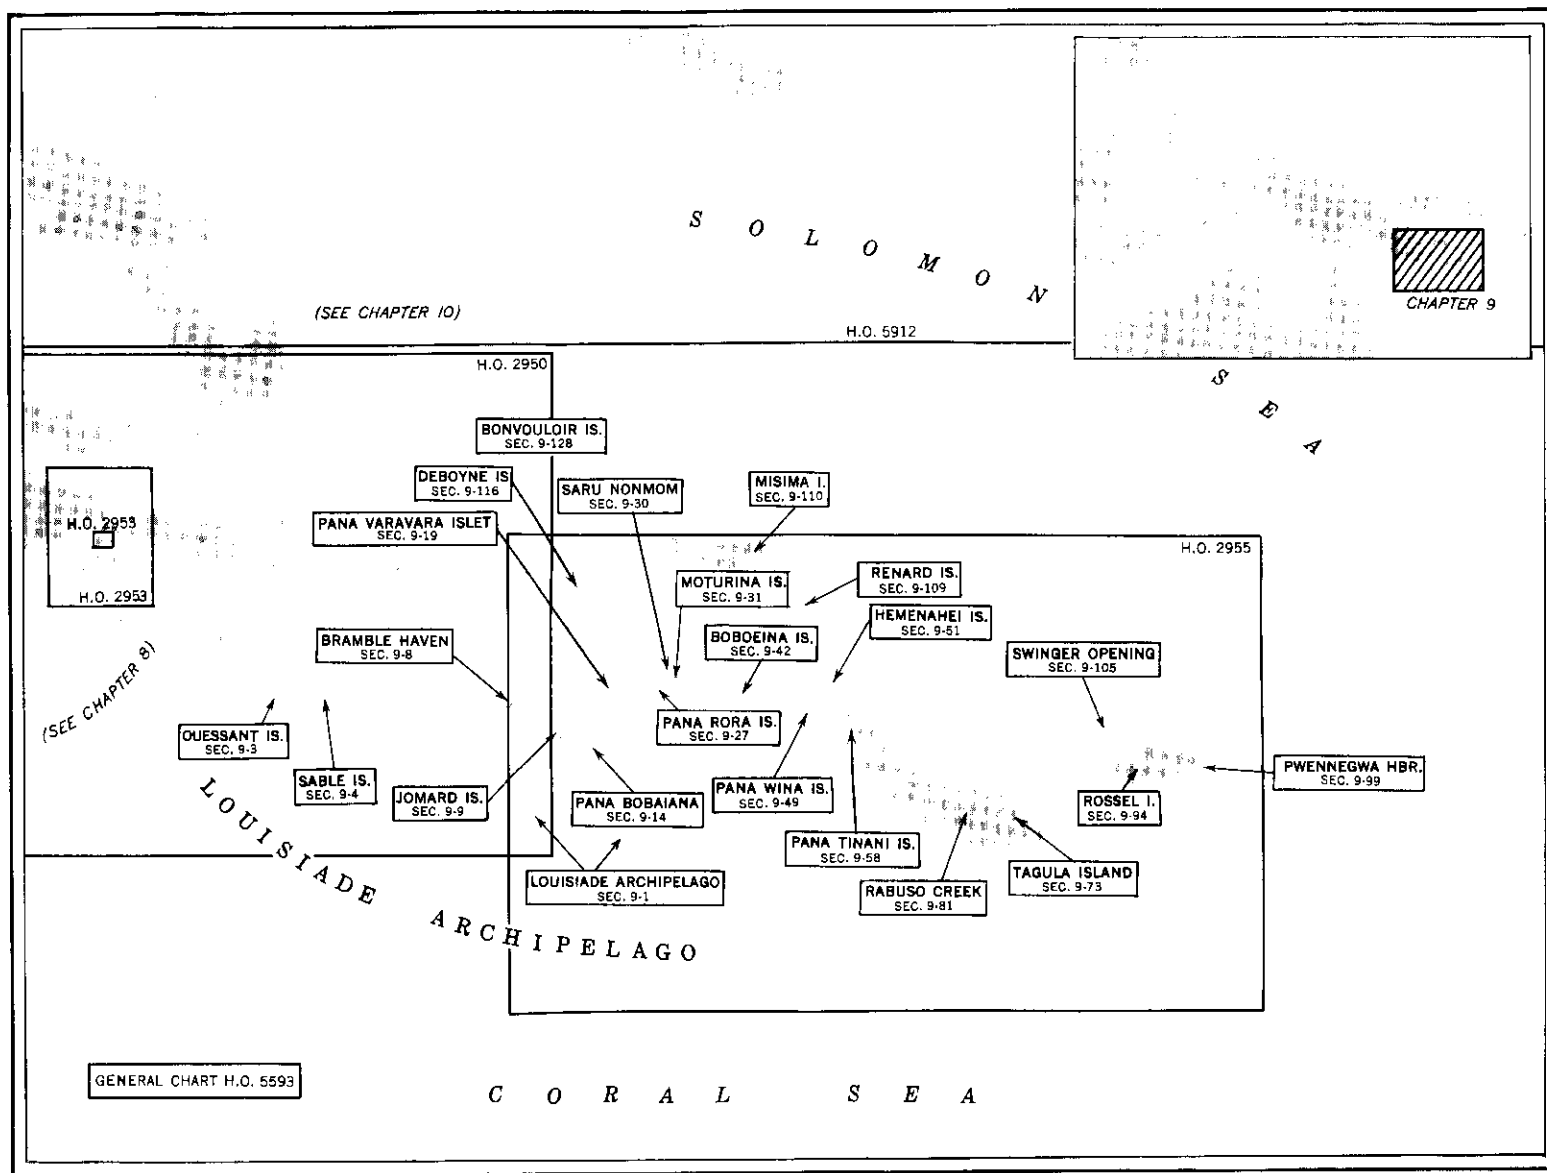 SOLOMON
SEA
(SEE CHAPTER 10)
H.O. 5912
CHAPTER 9
H.O. 2950
BONVOULOIR IS.
SEC. 9-128
DEBOYNE IS
SEC. 9-116
SARU NONMOM
SEC. 9-30
MISIMA I.
SEC. 9-110
PANA VARAVARA ISLET
SEC. 9-19
H.O. 2953
H.O. 2953
H.O. 2955
MOTURINA IS.
SEC. 9-31
RENARD IS.
SEC. 9-109
HEMENAHEI IS.
SEC. 9-51
BRAMBLE HAVEN
SEC. 9-8
BOBOEINA IS.
SEC. 9-42
SWINGER OPENING
SEC. 9-105
(SEE CHAPTER 8)
OUESSANT IS.
SEC. 9-3
SABLE IS.
SEC. 9-4
JOMARD IS.
SEC. 9-9
PANA RORA IS.
SEC. 9-27
PANA BOBAIANA
SEC. 9-14
PANA WINA IS.
SEC. 9-49
PWENNEGWA HBR.
SEC. 9-99
ROSSEL I.
SEC. 9-94
PANA TINANI IS.
SEC. 9-58
TAGULA ISLAND
SEC. 9-73
LOUISIADE ARCHIPELAGO
SEC. 9-1
RABUSO CREEK
SEC. 9-81
LOUISIADE ARCHIPELAGO
GENERAL CHART H.O. 5593
CORAL SEA